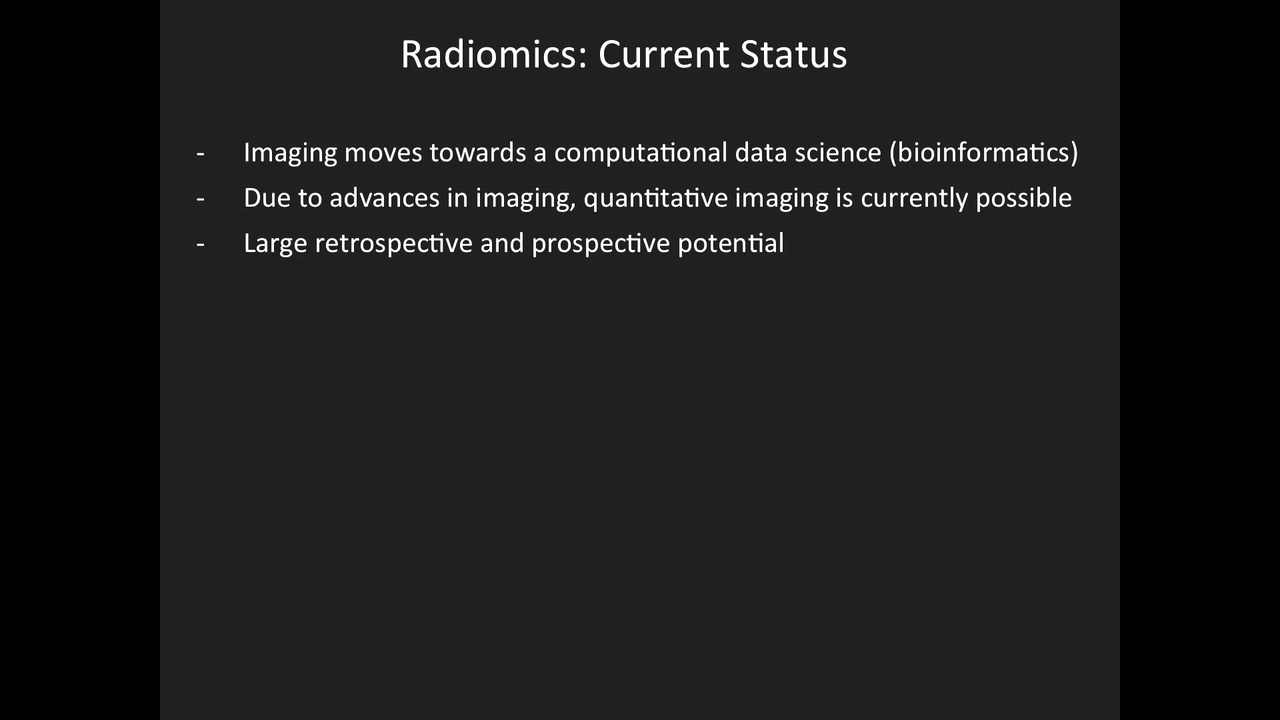 Radiomics: Current Status
- Imaging moves towards a computational data science (bioinformatics)
- Due to advances in imaging, quantitative imaging is currently possible
- Large retrospective and prospective potential